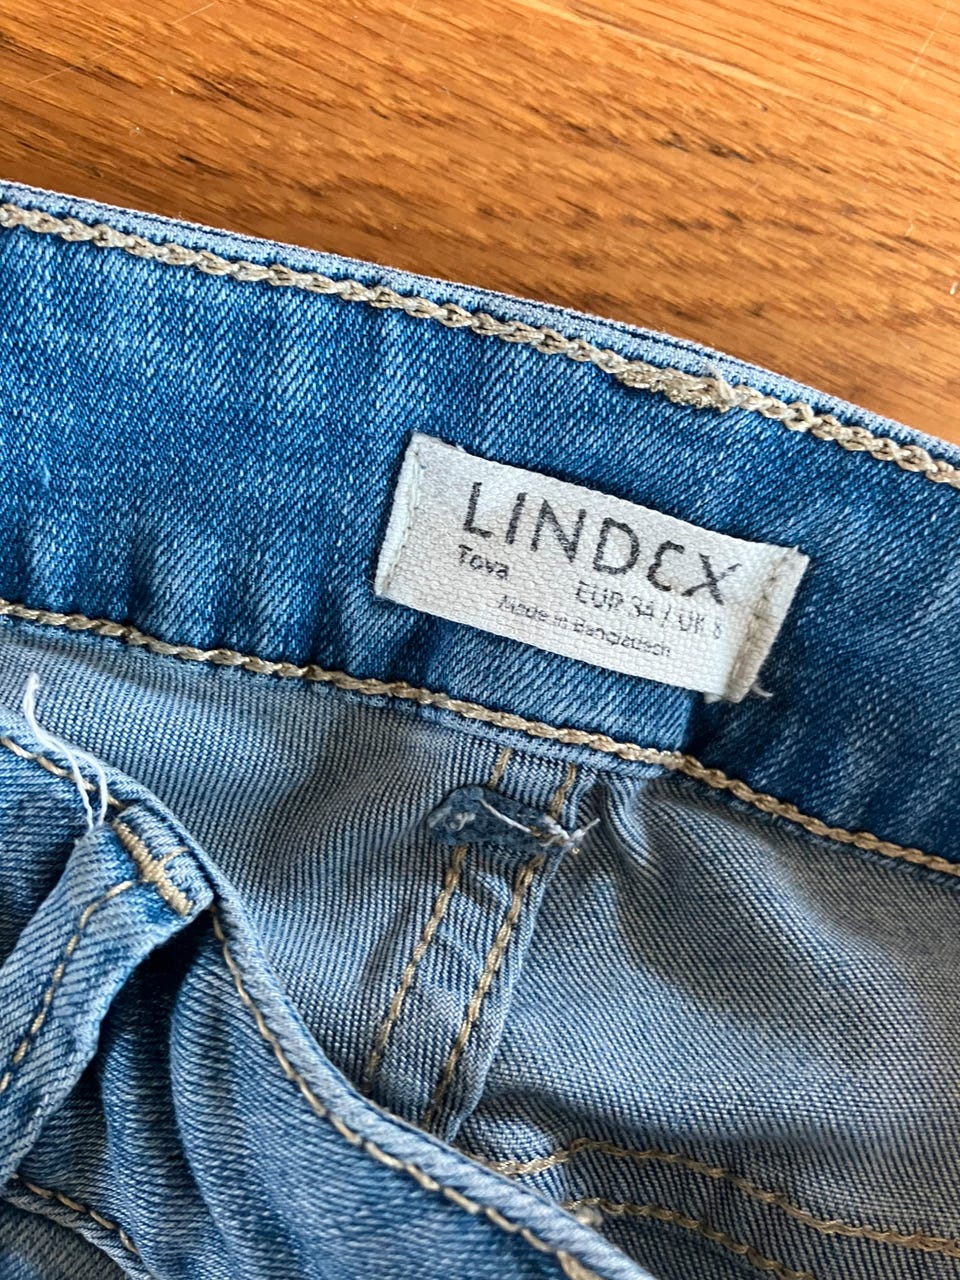 LINDEX
Tova
EUR 34 / UK 8
Made in Bangladesh